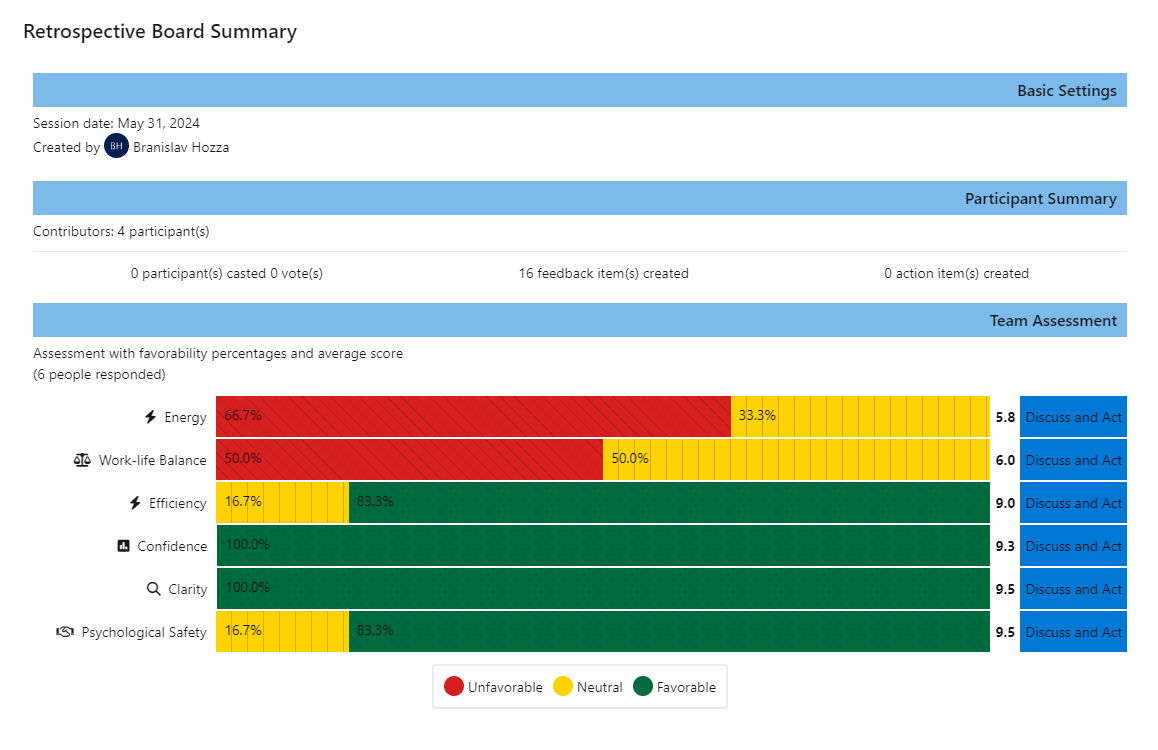 Retrospective Board Summary
Basic Settings
Session date: May 31, 2024
Created by BH Branislav Hozza
Participant Summary
Contributors: 4 participant(s)
0 participant(s) casted 0 vote(s) 16 feedback item(s) created 0 action item(s) created
Team Assessment
Assessment with favorability percentages and average score
(6 people responded)
Energy 66.7% 33.3% 5.8 Discuss and Act
Work-life Balance 50.0% 50.0% 6.0 Discuss and Act
Efficiency 16.7% 83.3% 9.0 Discuss and Act
Confidence 100.0% 9.3 Discuss and Act
Clarity 100.0% 9.5 Discuss and Act
Psychological Safety 16.7% 83.3% 9.5 Discuss and Act
Unfavorable Neutral Favorable